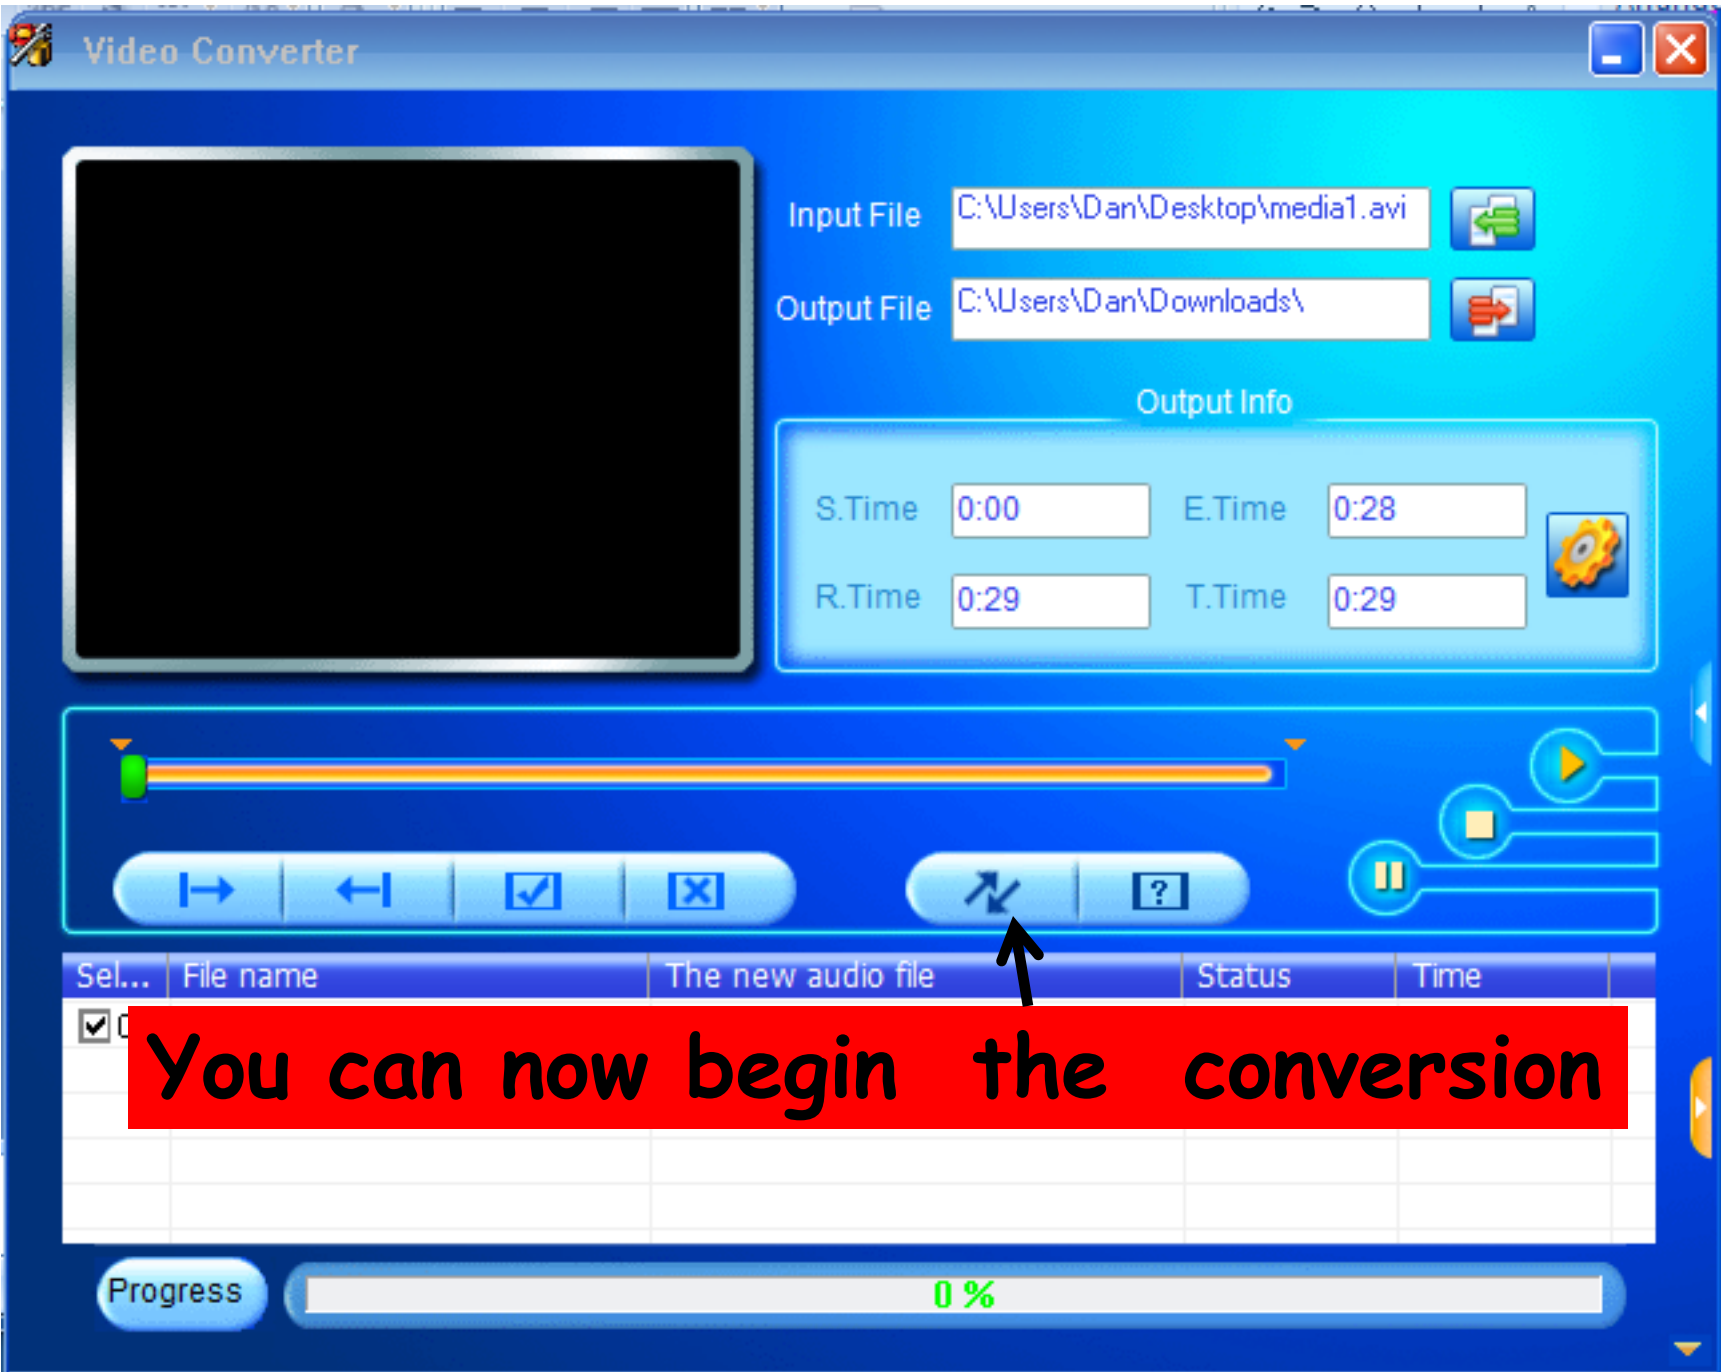 Video Converter
Input File C:\Users\Dan\Desktop\media1.avi
Output File C:\Users\Dan\Downloads\
Output Info
S.Time 0:00 E.Time 0:28
R.Time 0:29 T.Time 0:29
Sel... File name The new audio file Status Time
You can now begin the conversion
Progress 0 %